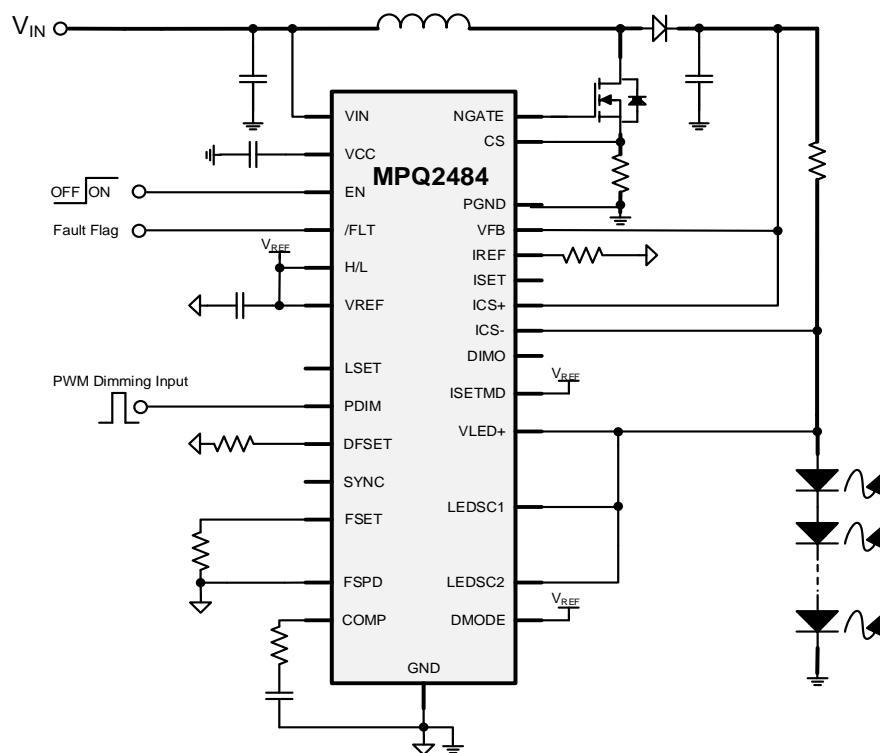 VIN
VIN
VCC
EN
/FLT
H/L
VREF
LSET
PDIM
DFSET
SYNC
FSET
FSPD
COMP
GND
MPQ2484
NGATE
CS
PGND
VFB
IREF
ISET
ICS+
ICS-
DIMO
ISETMD
VLED+
LEDSC1
LEDSC2
DMODE
OFF ON
Fault Flag
VREF
PWM Dimming Input
VREF
VREF